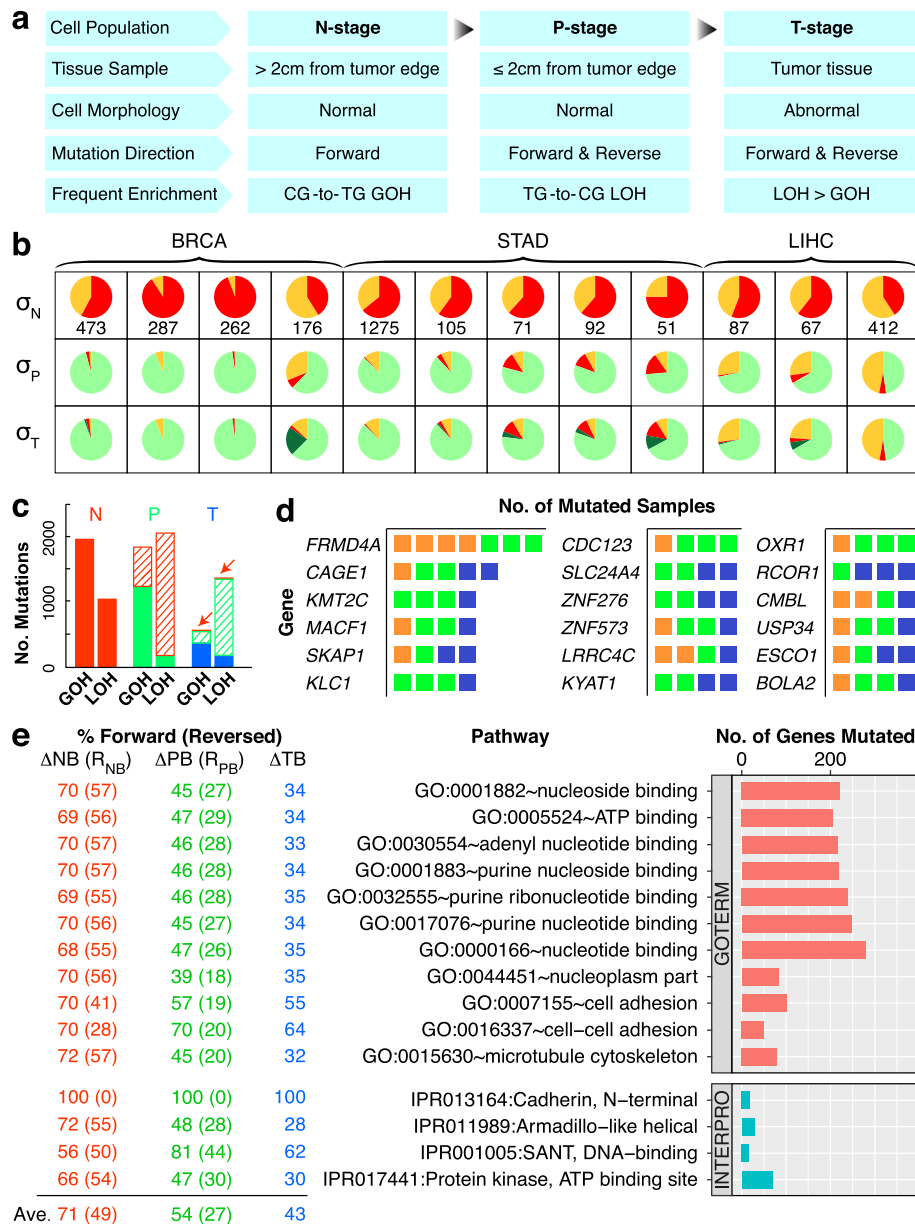 a
Cell Population N-stage P-stage T-stage
Tissue Sample > 2cm from tumor edge ≤ 2cm from tumor edge Tumor tissue
Cell Morphology Normal Normal Abnormal
Mutation Direction Forward Forward & Reverse Forward & Reverse
Frequent Enrichment CG-to-TG GOH TG-to-CG LOH LOH > GOH
b
BRCA STAD LIHC
σN
473 287 262 176 1275 105 71 92 51 87 67 412
σP
σT
c
N P T
No. Mutations
2000
1000
0
GOH LOH GOH LOH GOH LOH
d
No. of Mutated Samples
Gene
FRMD4A CDC123 OXR1
CAGE1 SLC24A4 RCOR1
KMT2C ZNF276 CMBL
MACF1 ZNF573 USP34
SKAP1 LRRC4C ESCO1
KLC1 KYAT1 BOLA2
e
% Forward (Reversed) Pathway No. of Genes Mutated
ΔNB (RNB) ΔPB (RPB) ΔTB
0 200
70 (57) 45 (27) 34 GO:0001882~nucleoside binding
69 (56) 47 (29) 34 GO:0005524~ATP binding
70 (57) 46 (28) 33 GO:0030554~adenyl nucleotide binding
70 (57) 46 (28) 34 GO:0001883~purine nucleoside binding
69 (55) 46 (28) 35 GO:0032555~purine ribonucleotide binding
70 (56) 45 (27) 34 GO:0017076~purine nucleotide binding
68 (55) 47 (26) 35 GO:0000166~nucleotide binding
70 (56) 39 (18) 35 GO:0044451~nucleoplasm part
70 (41) 57 (19) 55 GO:0007155~cell adhesion
70 (28) 70 (20) 64 GO:0016337~cell−cell adhesion
72 (57) 45 (20) 32 GO:0015630~microtubule cytoskeleton
GOTERM
100 (0) 100 (0) 100 IPR013164:Cadherin, N-terminal
72 (55) 48 (28) 28 IPR011989:Armadillo-like helical
56 (50) 81 (44) 62 IPR001005:SANT, DNA−binding
66 (54) 47 (30) 30 IPR017441:Protein kinase, ATP binding site
INTERPRO
Ave. 71 (49) 54 (27) 43